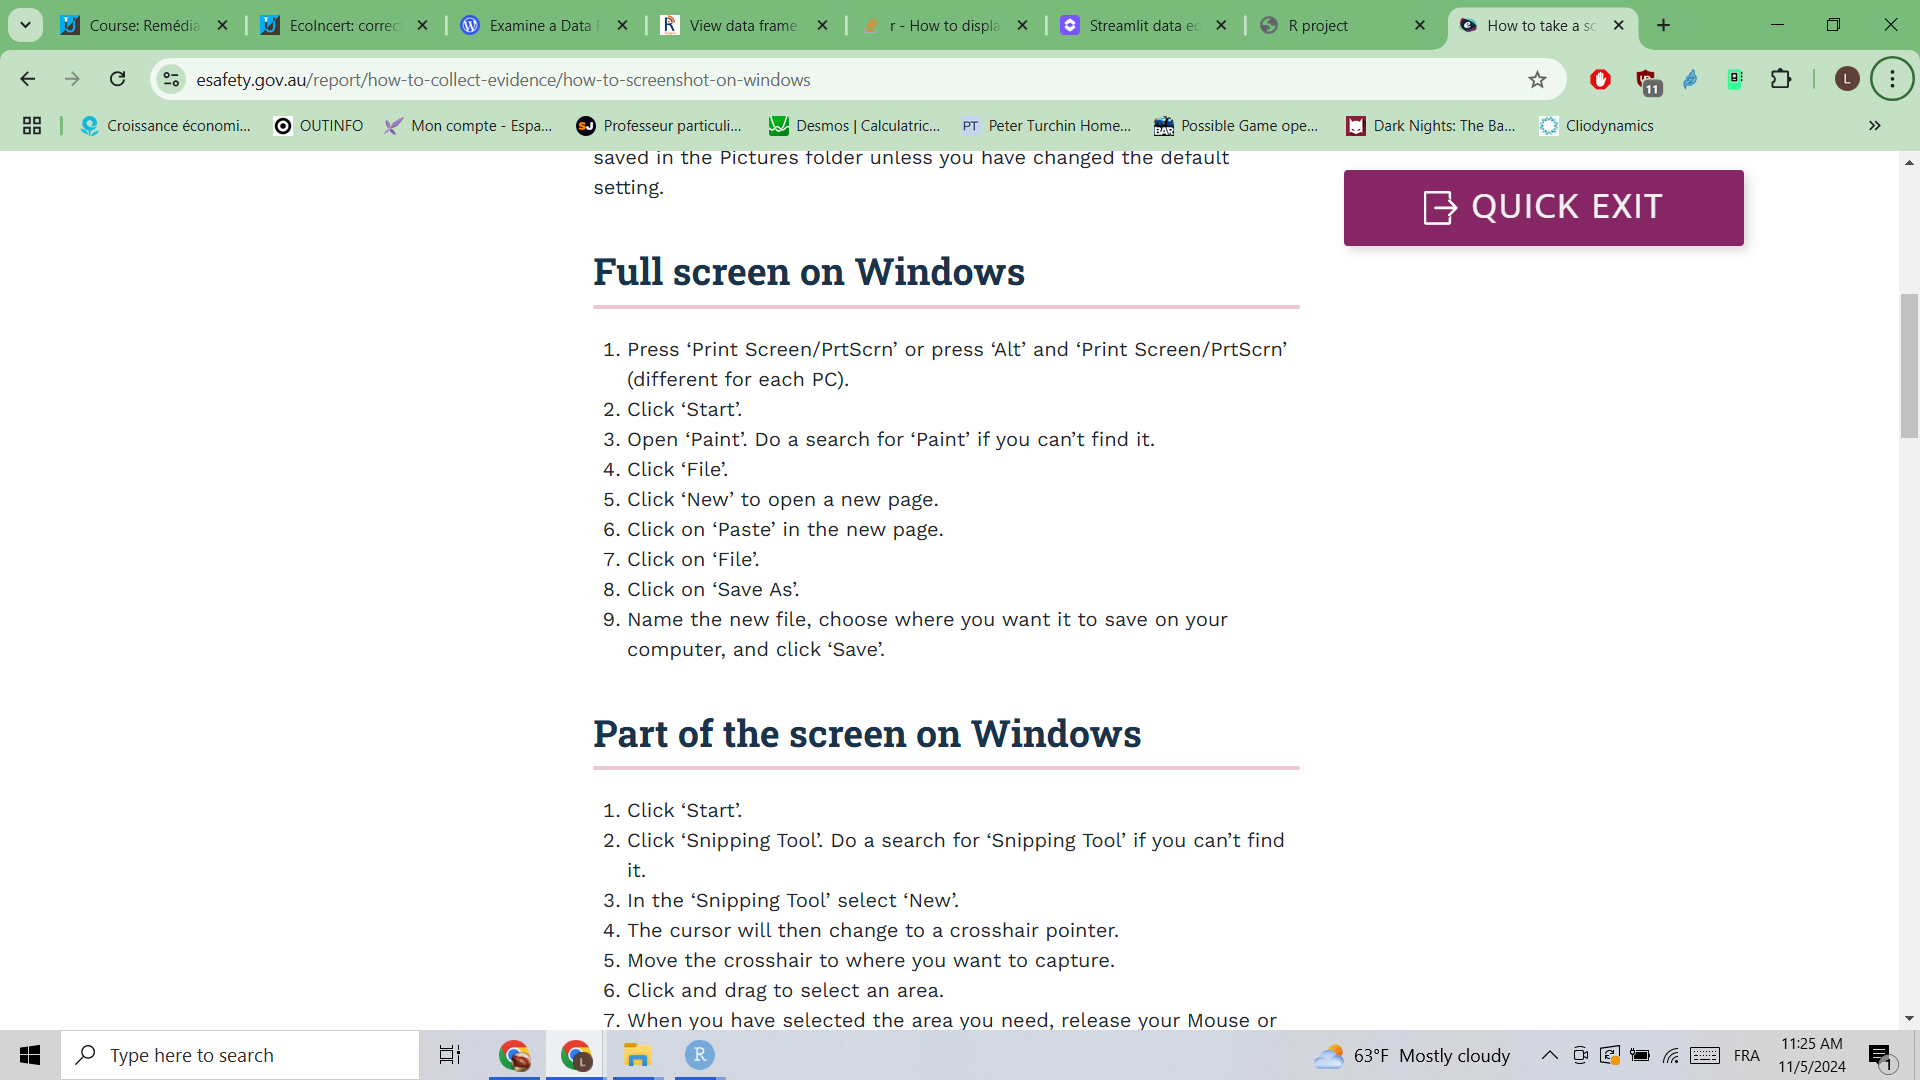 Course: Remédia
EcoIncert: correc
Examine a Data F
View data frame
r - How to displa
Streamlit data ed
R project
How to take a sc
esafety.gov.au/report/how-to-collect-evidence/how-to-screenshot-on-windows
11
L
Croissance économi...
OUTINFO
Mon compte - Espa...
Professeur particuli...
Desmos | Calculatric...
PT Peter Turchin Home...
Possible Game ope...
Dark Nights: The Ba...
Cliodynamics
saved in the Pictures folder unless you have changed the default
setting.
QUICK EXIT
Full screen on Windows
1. Press ‘Print Screen/PrtScrn’ or press ‘Alt’ and ‘Print Screen/PrtScrn’
(different for each PC).
2. Click ‘Start’.
3. Open ‘Paint’. Do a search for ‘Paint’ if you can’t find it.
4. Click ‘File’.
5. Click ‘New’ to open a new page.
6. Click on ‘Paste’ in the new page.
7. Click on ‘File’.
8. Click on ‘Save As’.
9. Name the new file, choose where you want it to save on your
computer, and click ‘Save’.
Part of the screen on Windows
1. Click ‘Start’.
2. Click ‘Snipping Tool’. Do a search for ‘Snipping Tool’ if you can’t find
it.
3. In the ‘Snipping Tool’ select ‘New’.
4. The cursor will then change to a crosshair pointer.
5. Move the crosshair to where you want to capture.
6. Click and drag to select an area.
7. When you have selected the area you need, release your Mouse or
Type here to search
L
R
63°F Mostly cloudy
FRA
11:25 AM
11/5/2024
1